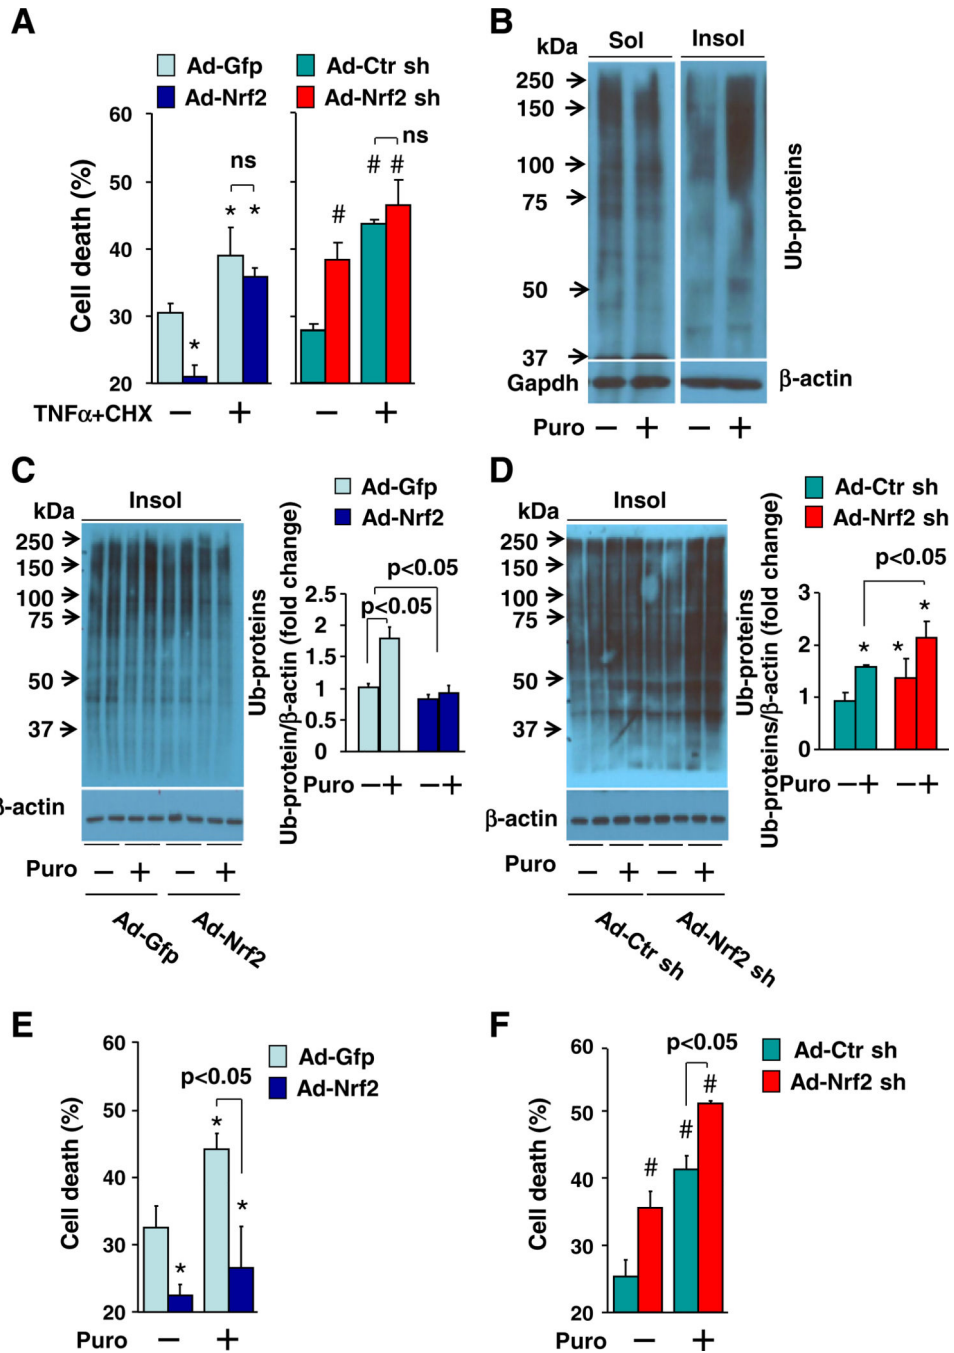 A
Ad-Gfp
Ad-Nrf2
Ad-Ctr sh
Ad-Nrf2 sh
Cell death (%)
60
50
40
30
20
ns
* *
*
ns
# #
#
TNFα+CHX − + − +
B
kDa
Sol
Insol
250
150
100
75
50
37
Ub-proteins
Gapdh
β-actin
Puro − + − +
C
Insol
kDa
250
150
100
75
50
37
Ub-proteins
β-actin
Puro − + − +
Ad-Gfp
Ad-Nrf2
Ad-Gfp
Ad-Nrf2
Ub-protein/β-actin (fold change)
2.5
2
1.5
1
0.5
0
p<0.05
p<0.05
Puro − + − +
D
Insol
kDa
250
150
100
75
50
37
Ub-proteins
β-actin
Puro − + − +
Ad-Ctr sh
Ad-Nrf2 sh
Ad-Ctr sh
Ad-Nrf2 sh
Ub-proteins/β-actin (fold change)
3
2
1
0
p<0.05
*
* *
Puro − + − +
E
Ad-Gfp
Ad-Nrf2
Cell death (%)
60
50
40
30
20
p<0.05
*
*
*
Puro − +
F
Ad-Ctr sh
Ad-Nrf2 sh
Cell death (%)
60
50
40
30
20
p<0.05
#
#
#
Puro − +